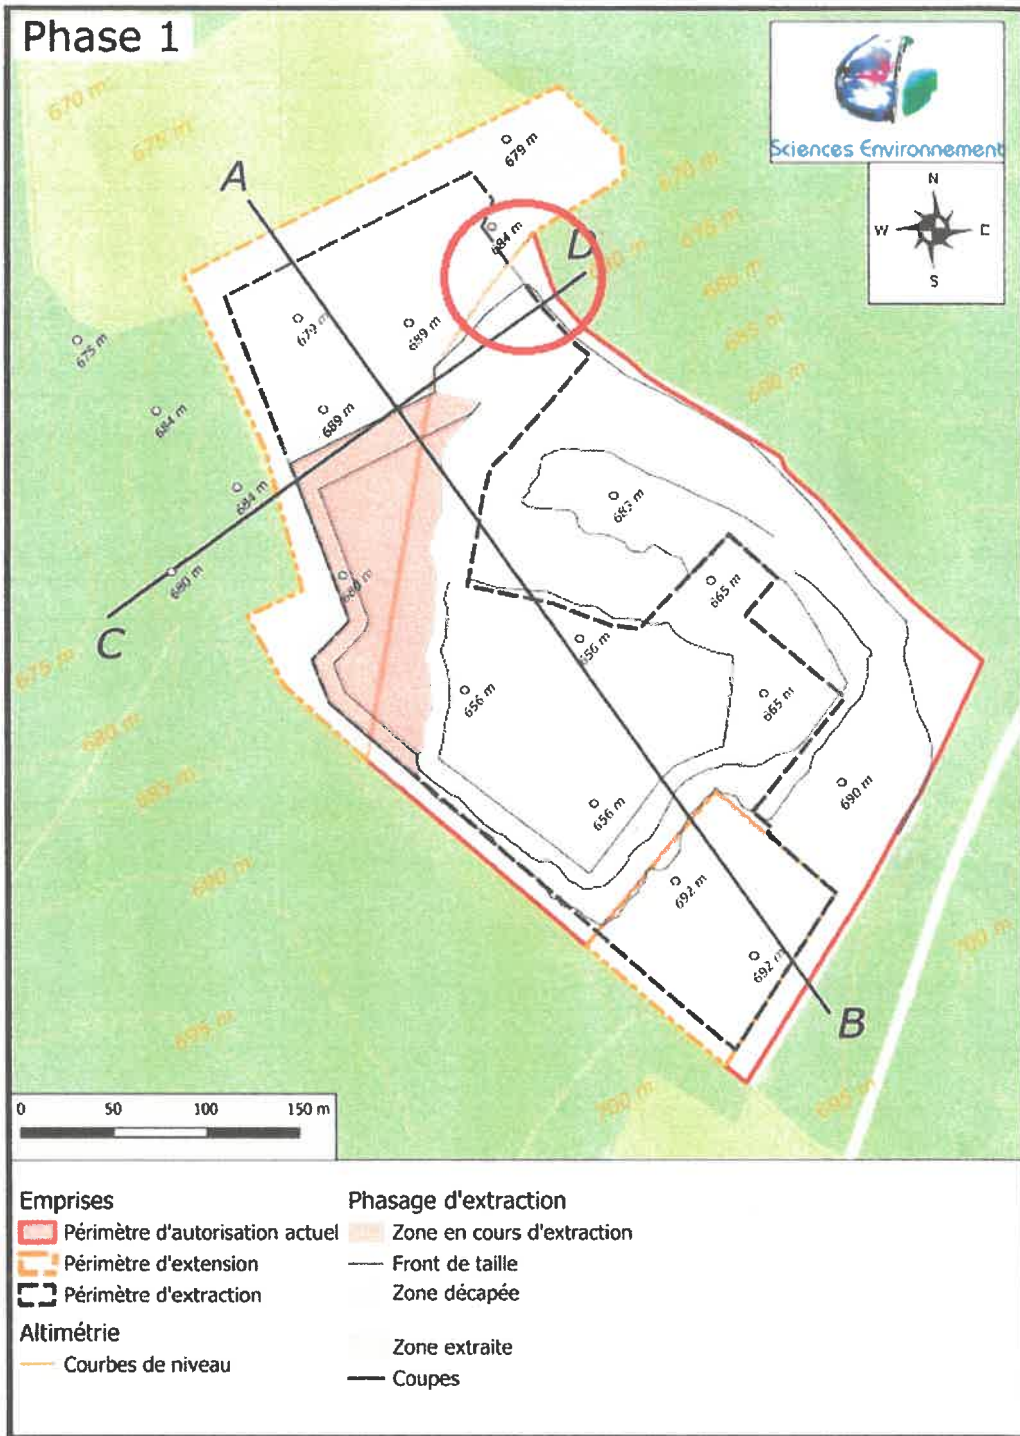 Phase 1
Sciences Environnement
N
W
E
S
670 m
675 m
A
679 m
670 m
675 m
684 m
D
680 m
680 m
685 m
690 m
679 m
689 m
675 m
689 m
684 m
684 m
683 m
680 m
680 m
665 m
C
656 m
675 m
656 m
665 m
680 m
685 m
690 m
656 m
690 m
692 m
692 m
700 m
B
695 m
700 m
695 m
0 50 100 150 m
Emprises
Périmètre d'autorisation actuel
Périmètre d'extension
Périmètre d'extraction
Altimétrie
Courbes de niveau
Phasage d'extraction
Zone en cours d'extraction
Front de taille
Zone décapée
Zone extraite
Coupes